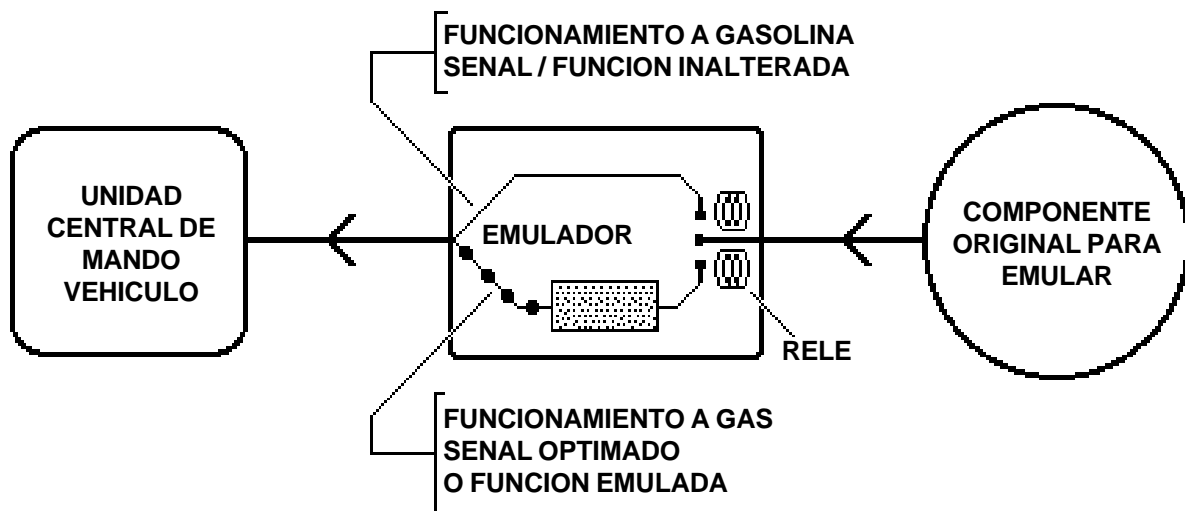 FUNCIONAMIENTO A GASOLINA
SENAL / FUNCION INALTERADA
UNIDAD
CENTRAL DE
MANDO
VEHICULO
EMULADOR
COMPONENTE
ORIGINAL PARA
EMULAR
RELE
FUNCIONAMIENTO A GAS
SENAL OPTIMADO
O FUNCION EMULADA